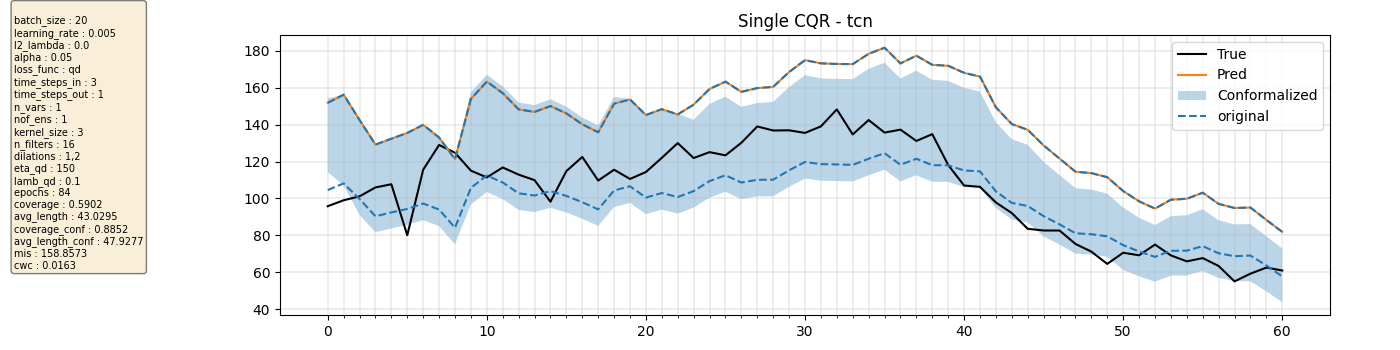 batch_size : 20
learning_rate : 0.005
l2_lambda : 0.0
alpha : 0.05
loss_func : qd
time_steps_in : 3
time_steps_out : 1
n_vars : 1
nof_ens : 1
kernel_size : 3
n_filters : 16
dilations : 1,2
eta_qd : 150
lamb_qd : 0.1
epochs : 84
coverage : 0.5902
avg_length : 43.0295
coverage_conf : 0.8852
avg_length_conf : 47.9277
mis : 158.8573
cwc : 0.0163
Single CQR - tcn
180
160
140
120
100
80
60
40
0 10 20 30 40 50 60
True
Pred
Conformalized
original